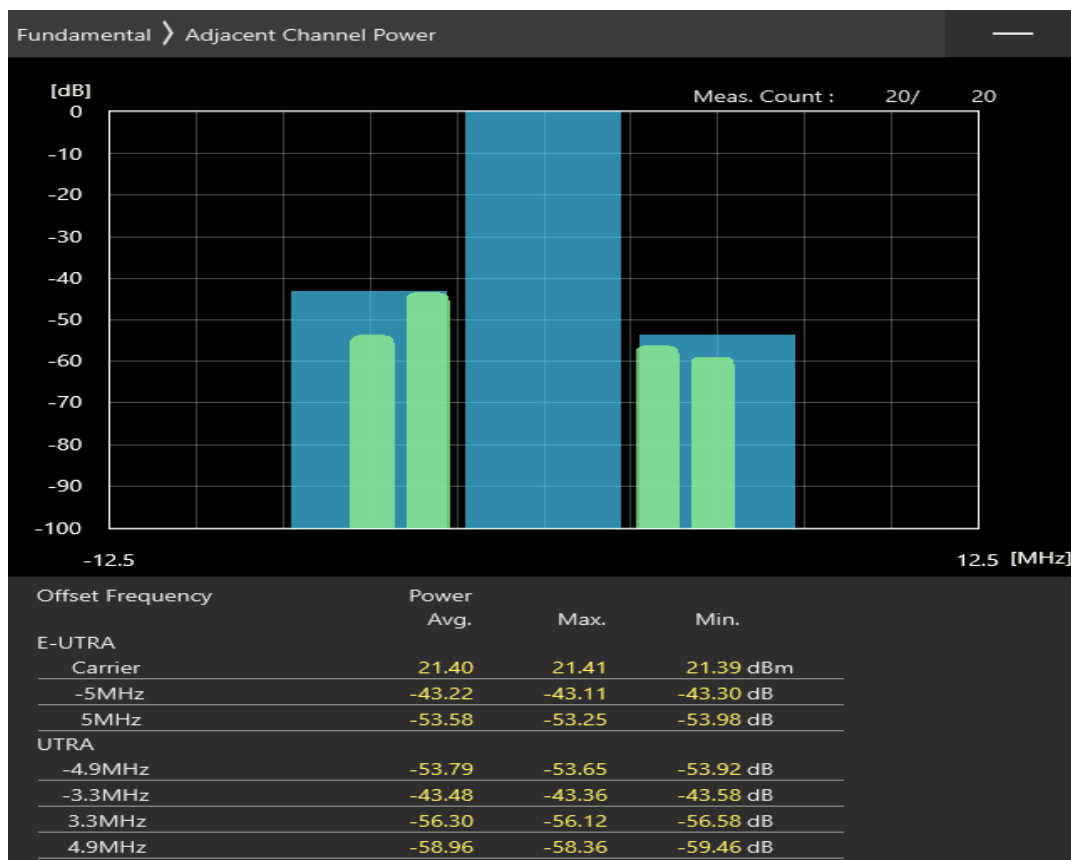 Fundamental ❯ Adjacent Channel Power
[dB]
Meas. Count : 20/ 20
0
-10
-20
-30
-40
-50
-60
-70
-80
-90
-100
-12.5 12.5 [MHz]
Offset Frequency Power
Avg. Max. Min.
E-UTRA
Carrier 21.40 21.41 21.39 dBm
-5MHz -43.22 -43.11 -43.30 dB
5MHz -53.58 -53.25 -53.98 dB
UTRA
-4.9MHz -53.79 -53.65 -53.92 dB
-3.3MHz -43.48 -43.36 -43.58 dB
3.3MHz -56.30 -56.12 -56.58 dB
4.9MHz -58.96 -58.36 -59.46 dB